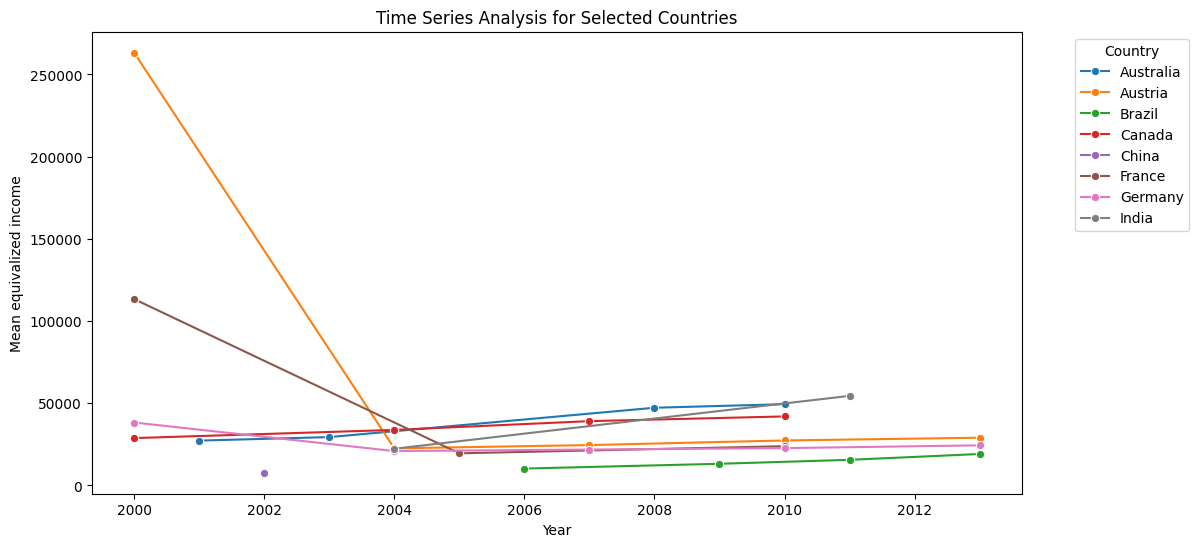 Time Series Analysis for Selected Countries
Mean equivalized income
250000
200000
150000
100000
50000
0
2000
2002
2004
2006
2008
2010
2012
Year
Country
Australia
Austria
Brazil
Canada
China
France
Germany
India